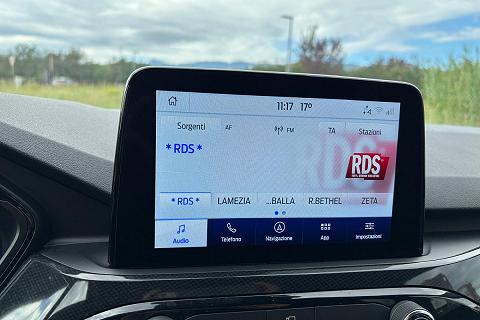 11:17 17°
Sorgenti AF FM TA Stazioni
*RDS*
RDS
RDS
*RDS* LAMEZIA ...BALLA R.BETHEL ZETA
Audio Telefono Navigazione App Impostazioni